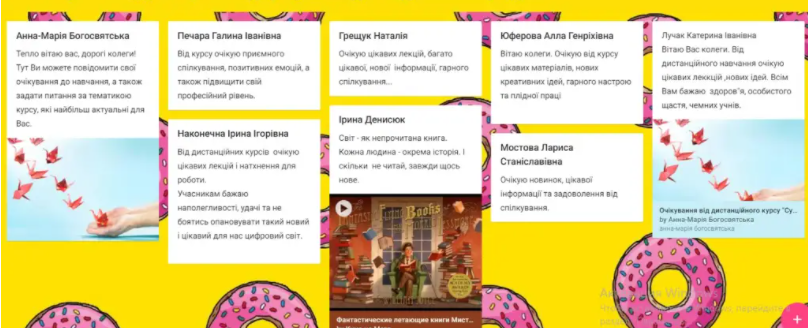 Анна-Марія Богосвятська
Тепло вітаю вас, дорогі колеги!
Тут Ви можете повідомити свої
очікування до навчання, а також
задати питання за тематикою
курсу, які найбільш актуальні для
Вас.
Печара Галина Іванівна
Від курсу очікую приємного
спілкування, позитивних емоцій, а
також підвищити свій
професійний рівень.
Наконечна Ірина Ігорівна
Від дистанційних курсів очікую
цікавих лекцій і натхнення для
роботи.
Учасникам бажаю
наполегливості, удачі та не
боятись опановувати такий новий
і цікавий для нас цифровий світ.
Грещук Наталія
Очікую цікавих лекцій, багато
цікавої, нової інформації, гарного
спілкування...
Ірина Денисюк
Світ - як непрочитана книга.
Кожна людина - окрема історія. І
скільки не читай, завжди щось
нове.
Books
Фантастические летающие книги Мист...
Юферова Алла Генріхівна
Вітаю колеги. Очікую від курсу
цікавих матеріалів, нових
креативних ідей, гарного настрою
та плідної праці
Мостова Лариса
Станіславівна
Очікую новинок, цікавої
інформації та задоволення від
спілкування.
Лучак Катерина Іванівна
Вітаю Вас колеги. Від
дистанційного навчання очікую
цікавих леккцій ,нових ідей. Всім
Вам бажаю здоров"я, особистого
щастя, чемних учнів.
Очікування від дистанційного курсу "Су...
by Анна-Марія Богосвятська
анна-марія богосвятська